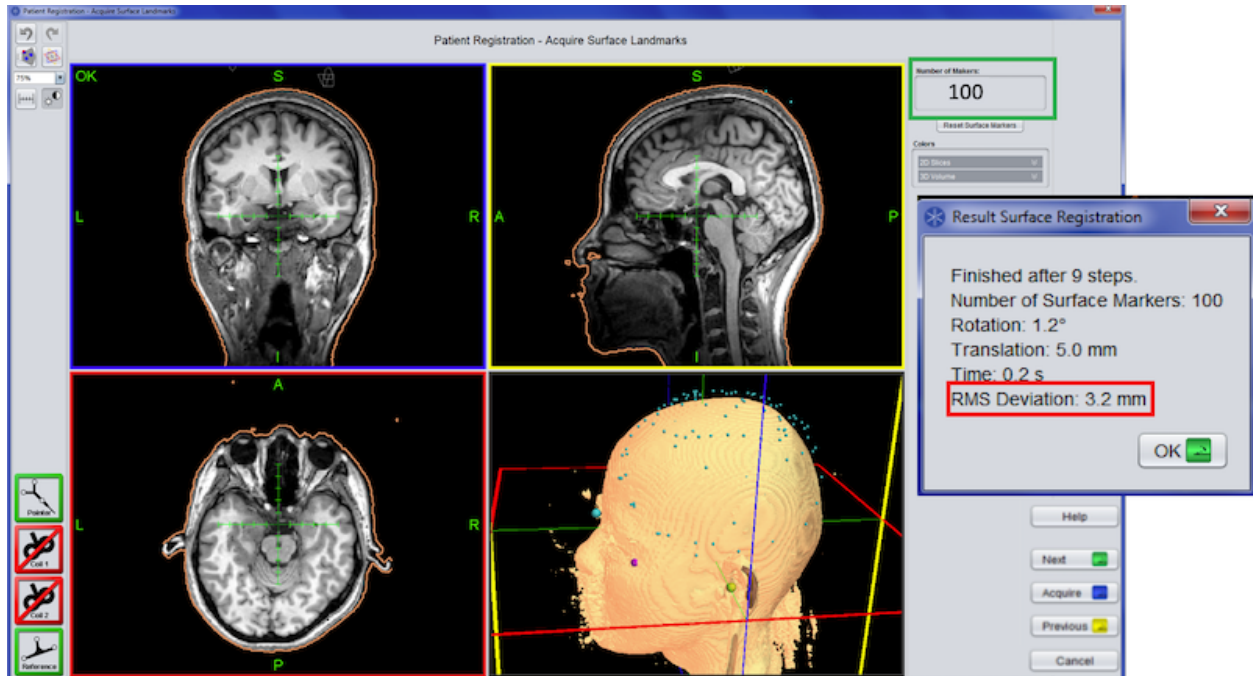 Patient Registration - Acquire Surface Landmarks
Patient Registration - Acquire Surface Landmarks
75%
OK
S
L
R
I
S
A
P
I
A
L
R
P
Number of Makers:
100
Reset Surface Markers
Colors
2D Slices
3D Volume
Result Surface Registration
Finished after 9 steps.
Number of Surface Markers: 100
Rotation: 1.2°
Translation: 5.0 mm
Time: 0.2 s
RMS Deviation: 3.2 mm
OK
Pointer
Coil 1
Coil 2
Reference
Help
Next
Acquire
Previous
Cancel